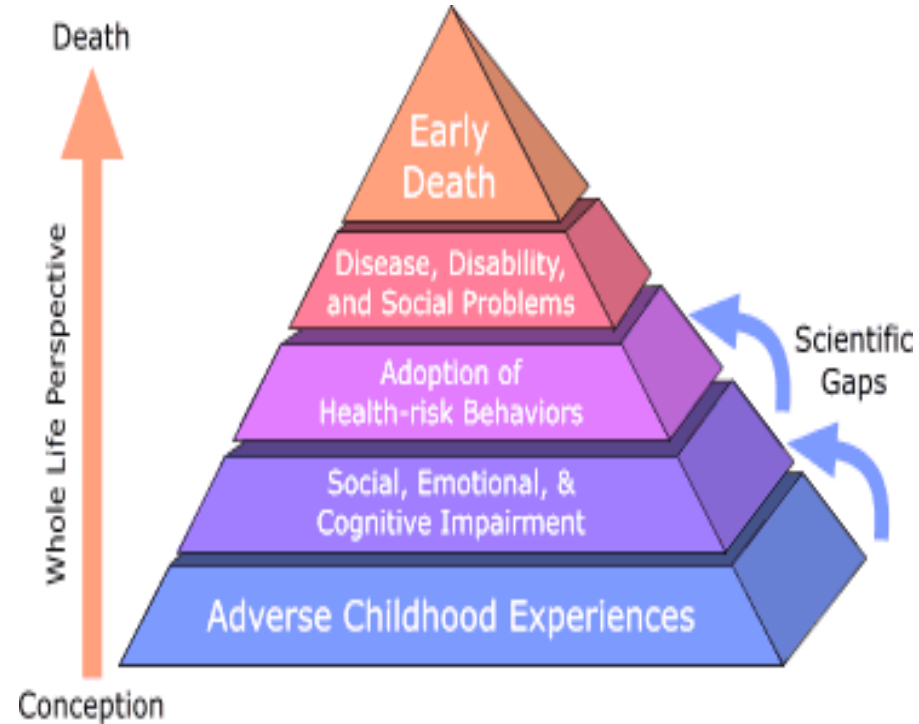 Death
Early
Death
Disease, Disability,
and Social Problems
Scientific
Gaps
Adoption of
Health-risk Behaviors
Whole Life Perspective
Social, Emotional, &
Cognitive Impairment
Adverse Childhood Experiences
Conception